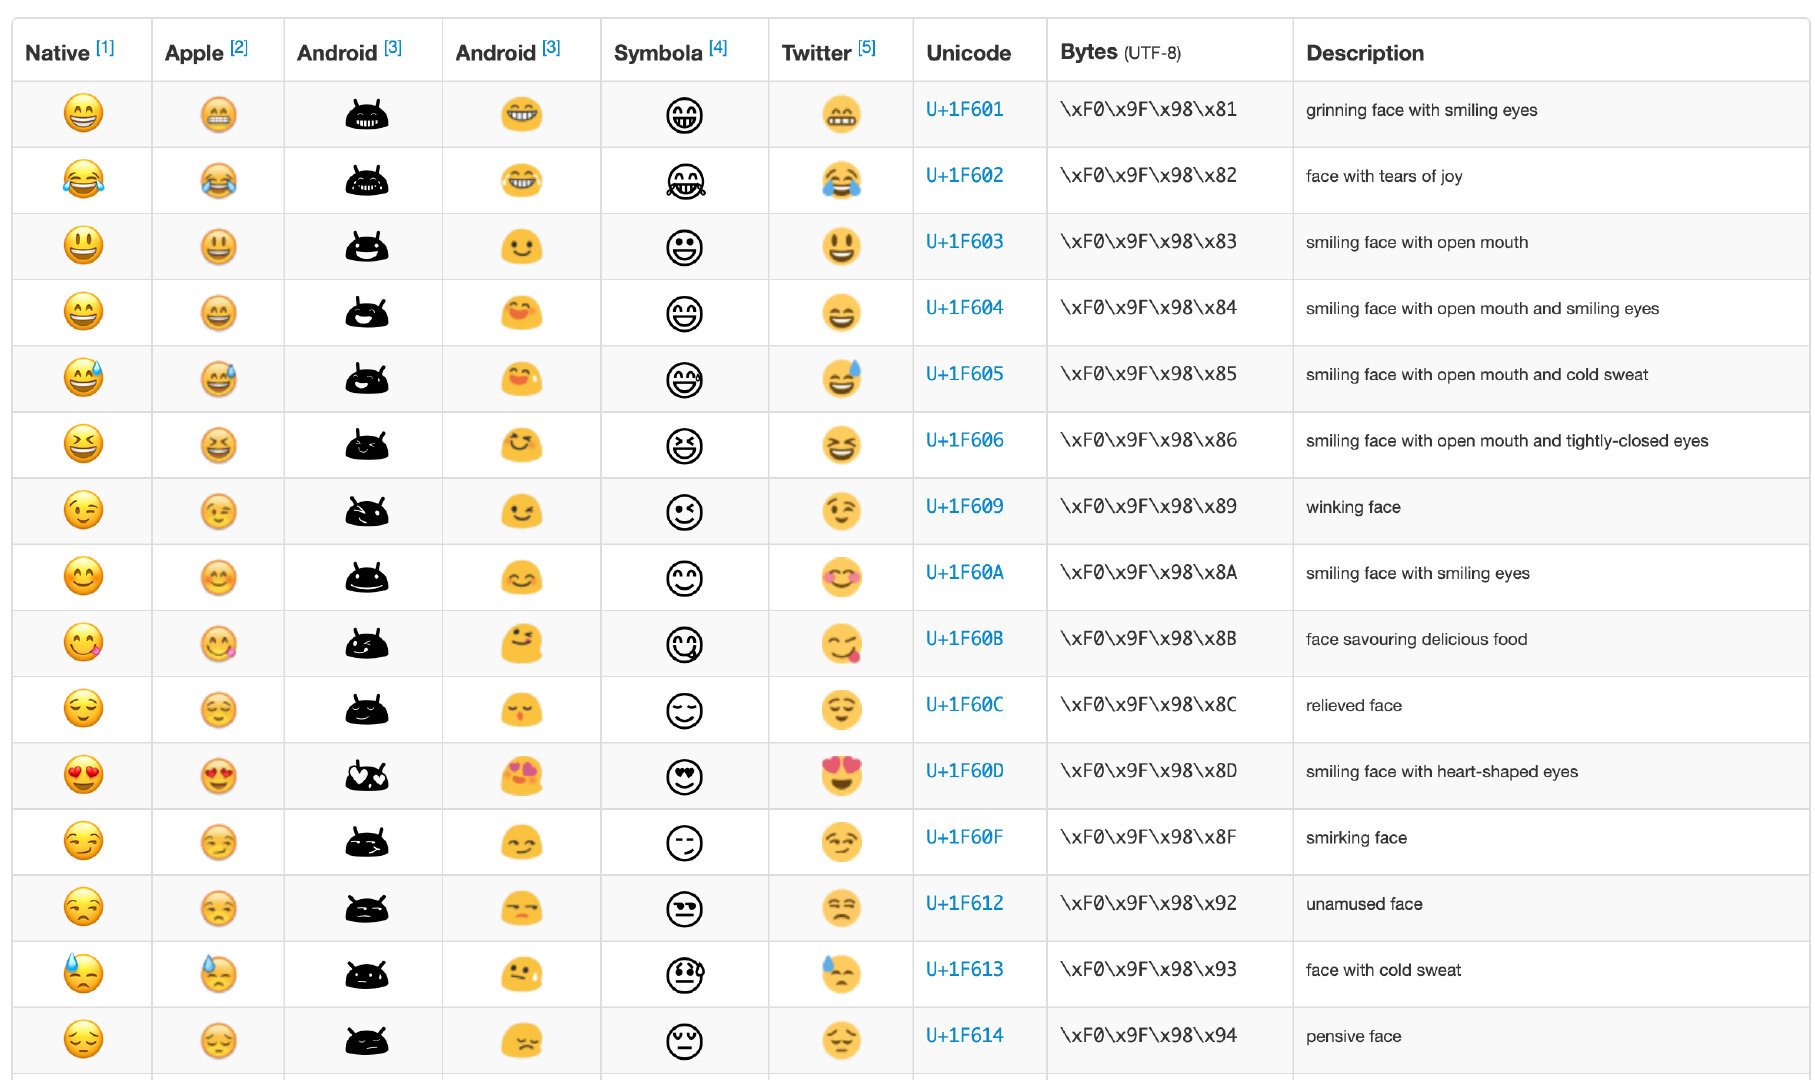 Native [1] Apple [2] Android [3] Android [3] Symbola [4] Twitter [5] Unicode Bytes (UTF-8) Description
U+1F601 \xF0\x9F\x98\x81 grinning face with smiling eyes
U+1F602 \xF0\x9F\x98\x82 face with tears of joy
U+1F603 \xF0\x9F\x98\x83 smiling face with open mouth
U+1F604 \xF0\x9F\x98\x84 smiling face with open mouth and smiling eyes
U+1F605 \xF0\x9F\x98\x85 smiling face with open mouth and cold sweat
U+1F606 \xF0\x9F\x98\x86 smiling face with open mouth and tightly-closed eyes
U+1F609 \xF0\x9F\x98\x89 winking face
U+1F60A \xF0\x9F\x98\x8A smiling face with smiling eyes
U+1F60B \xF0\x9F\x98\x8B face savouring delicious food
U+1F60C \xF0\x9F\x98\x8C relieved face
U+1F60D \xF0\x9F\x98\x8D smiling face with heart-shaped eyes
U+1F60F \xF0\x9F\x98\x8F smirking face
U+1F612 \xF0\x9F\x98\x92 unamused face
U+1F613 \xF0\x9F\x98\x93 face with cold sweat
U+1F614 \xF0\x9F\x98\x94 pensive face